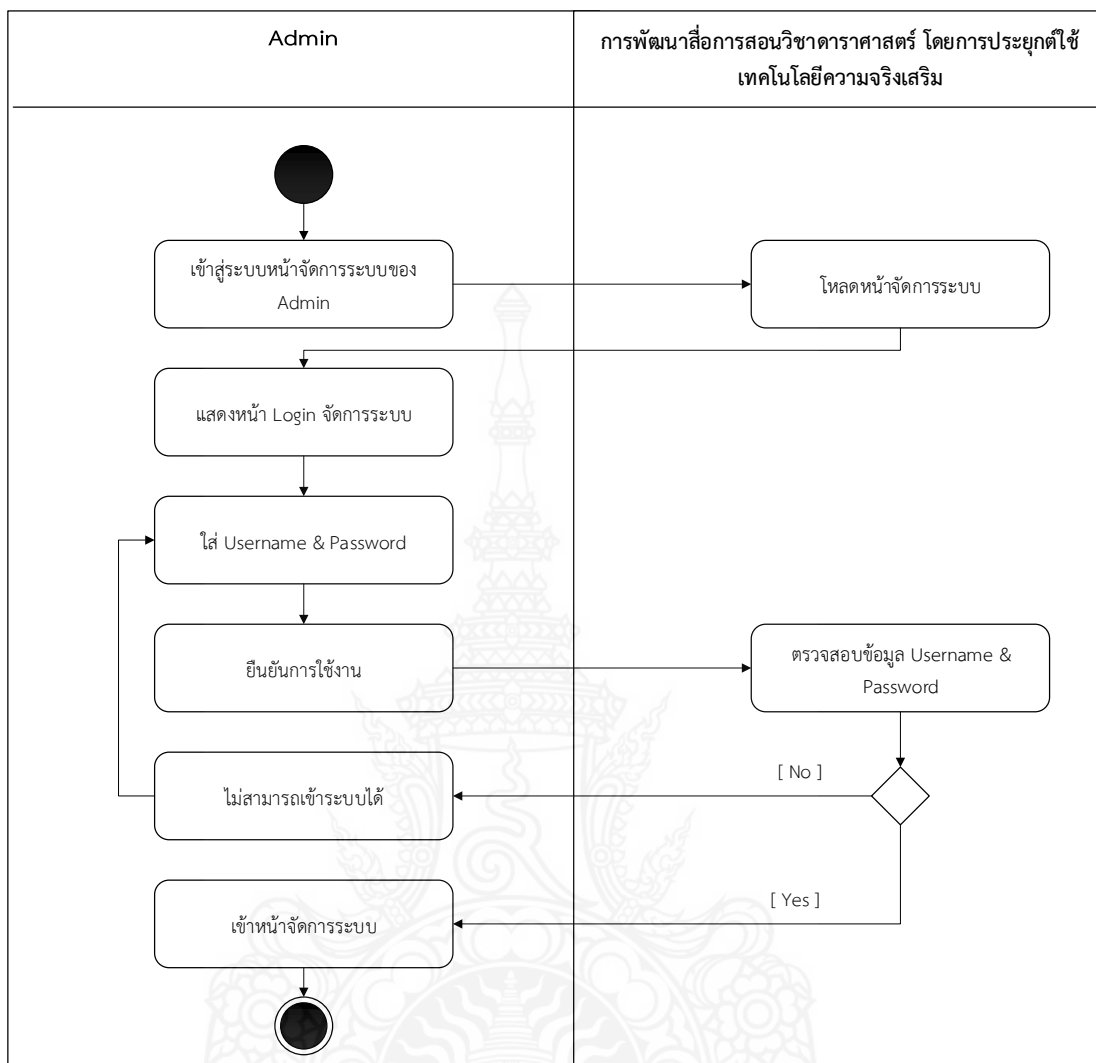 Admin
การพัฒนาสื่อการสอนวิชาดาราศาสตร์ โดยการประยุกต์ใช้
เทคโนโลยีความจริงเสริม
เข้าสู่ระบบหน้าจัดการระบบของ
Admin
โหลดหน้าจัดการระบบ
แสดงหน้า Login จัดการระบบ
ใส่ Username & Password
ยืนยันการใช้งาน
ตรวจสอบข้อมูล Username &
Password
[ No ]
ไม่สามารถเข้าระบบได้
[ Yes ]
เข้าหน้าจัดการระบบ